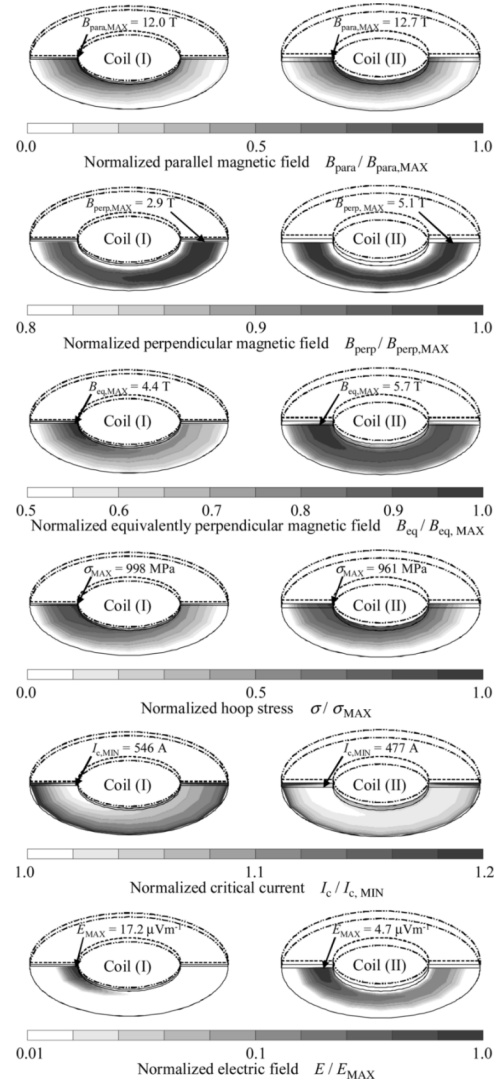 B_para,MAX = 12.0 T B_para,MAX = 12.7 T
Coil (I) Coil (II)
0.0 0.5 1.0
Normalized parallel magnetic field B_para / B_para,MAX
B_perp,MAX = 2.9 T B_perp, MAX = 5.1 T
Coil (I) Coil (II)
0.8 0.9 1.0
Normalized perpendicular magnetic field B_perp / B_perp,MAX
B_eq,MAX = 4.4 T B_eq,MAX = 5.7 T
Coil (I) Coil (II)
0.5 0.6 0.7 0.8 0.9 1.0
Normalized equivalently perpendicular magnetic field B_eq / B_eq, MAX
σ_MAX = 998 MPa σ_MAX = 961 MPa
Coil (I) Coil (II)
0.0 0.5 1.0
Normalized hoop stress σ / σ_MAX
I_c,MIN = 546 A I_c,MIN = 477 A
Coil (I) Coil (II)
1.0 1.1 1.2
Normalized critical current I_c / I_c, MIN
E_MAX = 17.2 μVm⁻¹ E_MAX = 4.7 μVm⁻¹
Coil (I) Coil (II)
0.01 0.1 1.0
Normalized electric field E / E_MAX